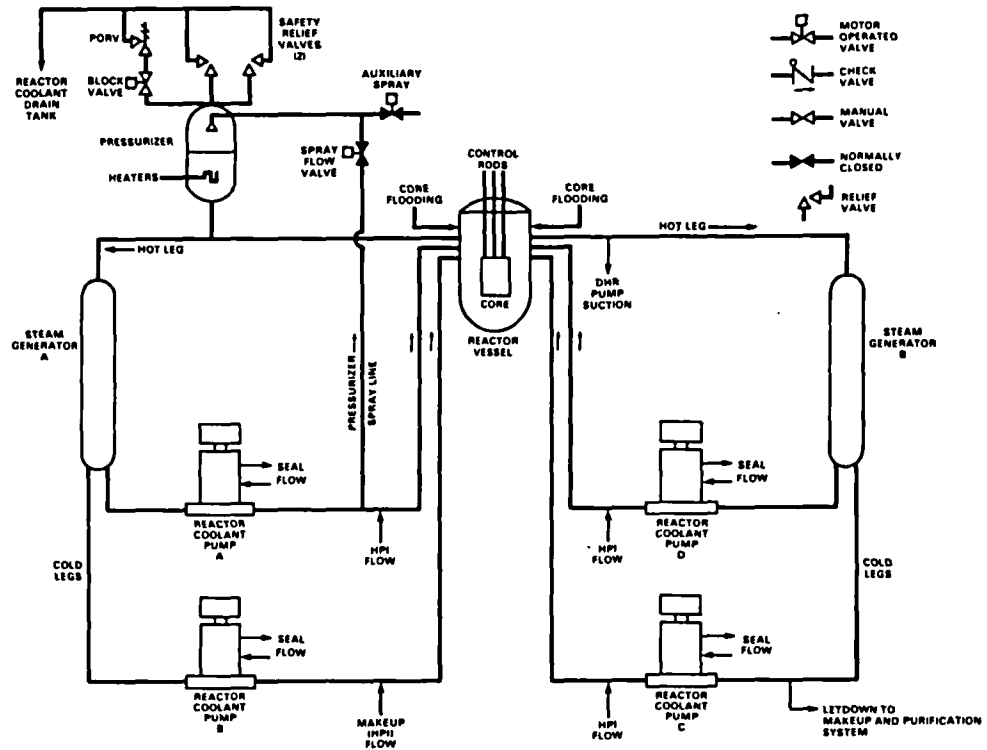 PORV
SAFETY
RELIEF
VALVES
(2)
REACTOR
COOLANT
DRAIN
TANK
BLOCK
VALVE
AUXILIARY
SPRAY
PRESSURIZER
HEATERS
SPRAY
FLOW
VALVE
CONTROL
RODS
CORE
FLOODING
CORE
FLOODING
MOTOR
OPERATED
VALVE
CHECK
VALVE
MANUAL
VALVE
NORMALLY
CLOSED
RELIEF
VALVE
HOT LEG
HOT LEG
DHR
PUMP
SUCTION
CORE
REACTOR
VESSEL
STEAM
GENERATOR
A
STEAM
GENERATOR
B
PRESSURIZER
SPRAY LINE
SEAL
FLOW
REACTOR
COOLANT
PUMP
A
HPI
FLOW
SEAL
FLOW
REACTOR
COOLANT
PUMP
D
HPI
FLOW
COLD
LEGS
COLD
LEGS
SEAL
FLOW
REACTOR
COOLANT
PUMP
B
MAKEUP
(HPI)
FLOW
SEAL
FLOW
REACTOR
COOLANT
PUMP
C
HPI
FLOW
LETDOWN TO
MAKEUP AND PURIFICATION
SYSTEM